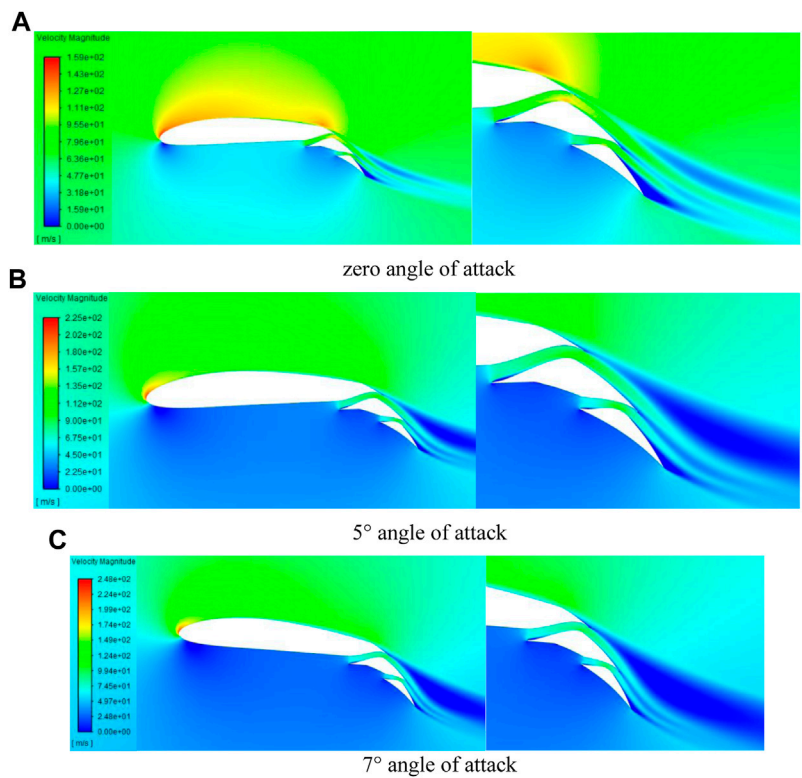 A
Velocity Magnitude
1.59e+02
1.43e+02
1.27e+02
1.11e+02
9.55e+01
7.96e+01
6.36e+01
4.77e+01
3.18e+01
1.59e+01
0.00e+00
[ m/s ]
zero angle of attack
B
Velocity Magnitude
2.25e+02
2.02e+02
1.80e+02
1.57e+02
1.35e+02
1.12e+02
9.00e+01
6.75e+01
4.50e+01
2.25e+01
0.00e+00
[ m/s ]
5° angle of attack
C
Velocity Magnitude
2.48e+02
2.24e+02
1.99e+02
1.74e+02
1.49e+02
1.24e+02
9.94e+01
7.45e+01
4.97e+01
2.48e+01
0.00e+00
[ m/s ]
7° angle of attack